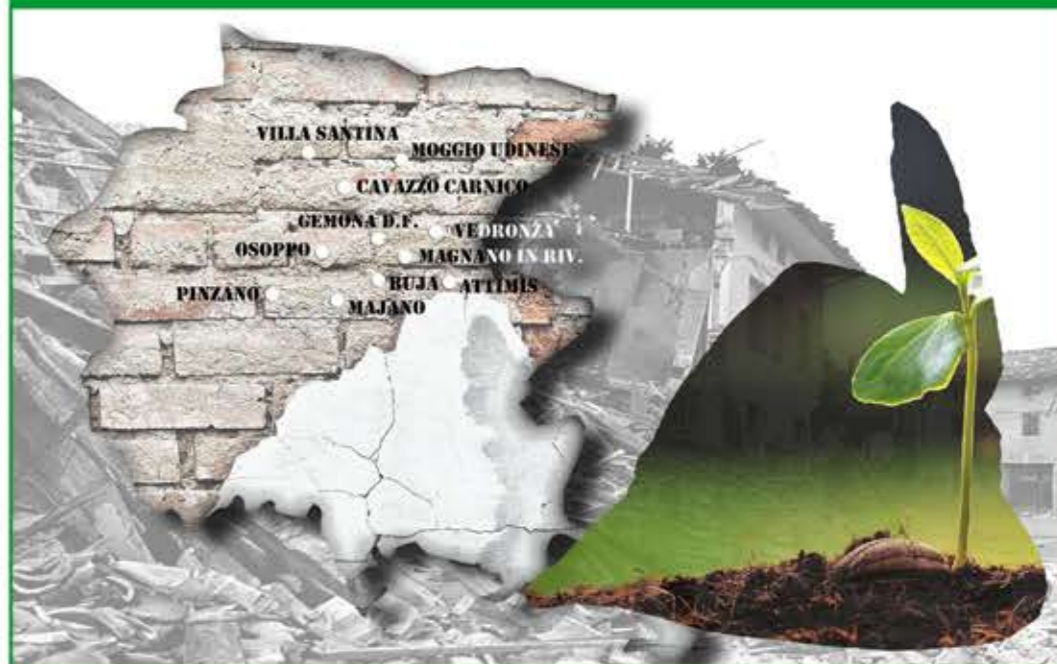 VILLA SANTINA
MOGGIO UDINESE
CAVAZZO CARNICO
GEMONA D.F.
VEDRONZA
OSOPPO
MAGNANO IN RIV.
PINZANO
BUJA
ATTIMIS
MAJANO